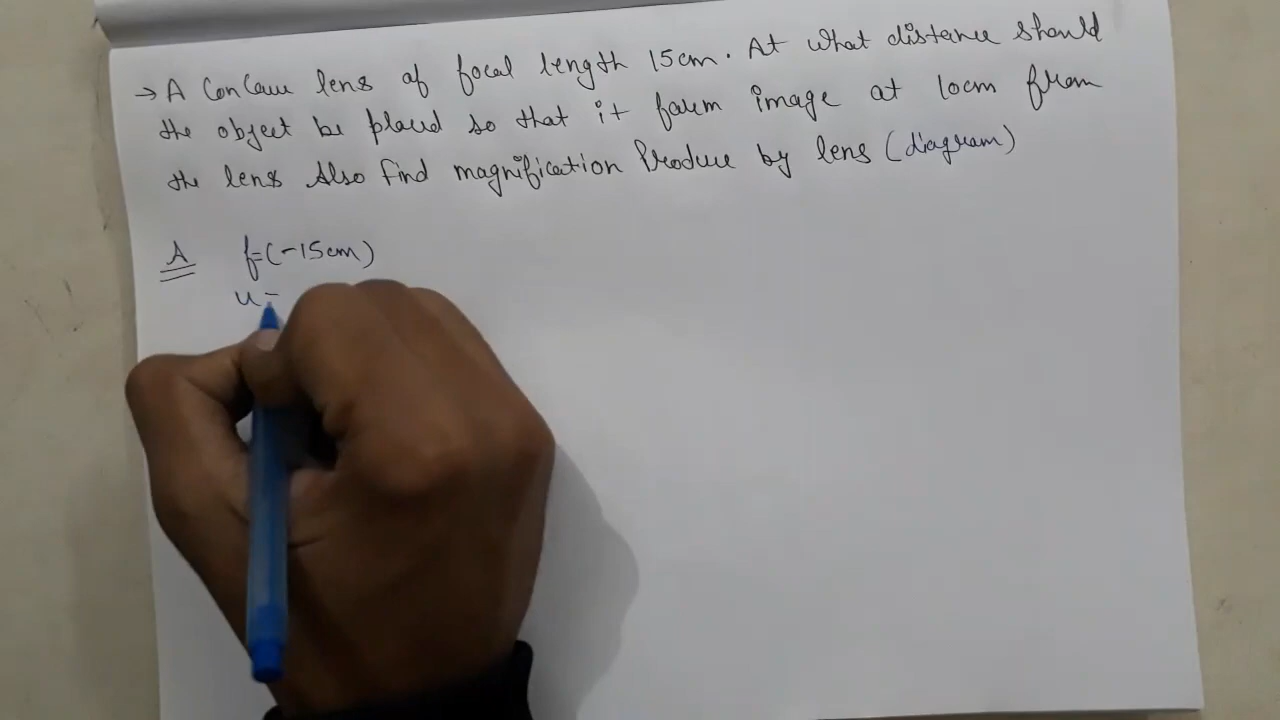 → A Concave lens of focal length 15cm. At what distance should
the object be placed so that it form image at 10cm from
the lens Also find magnification Produce by lens (diagram)
A f=(-15cm)
u=